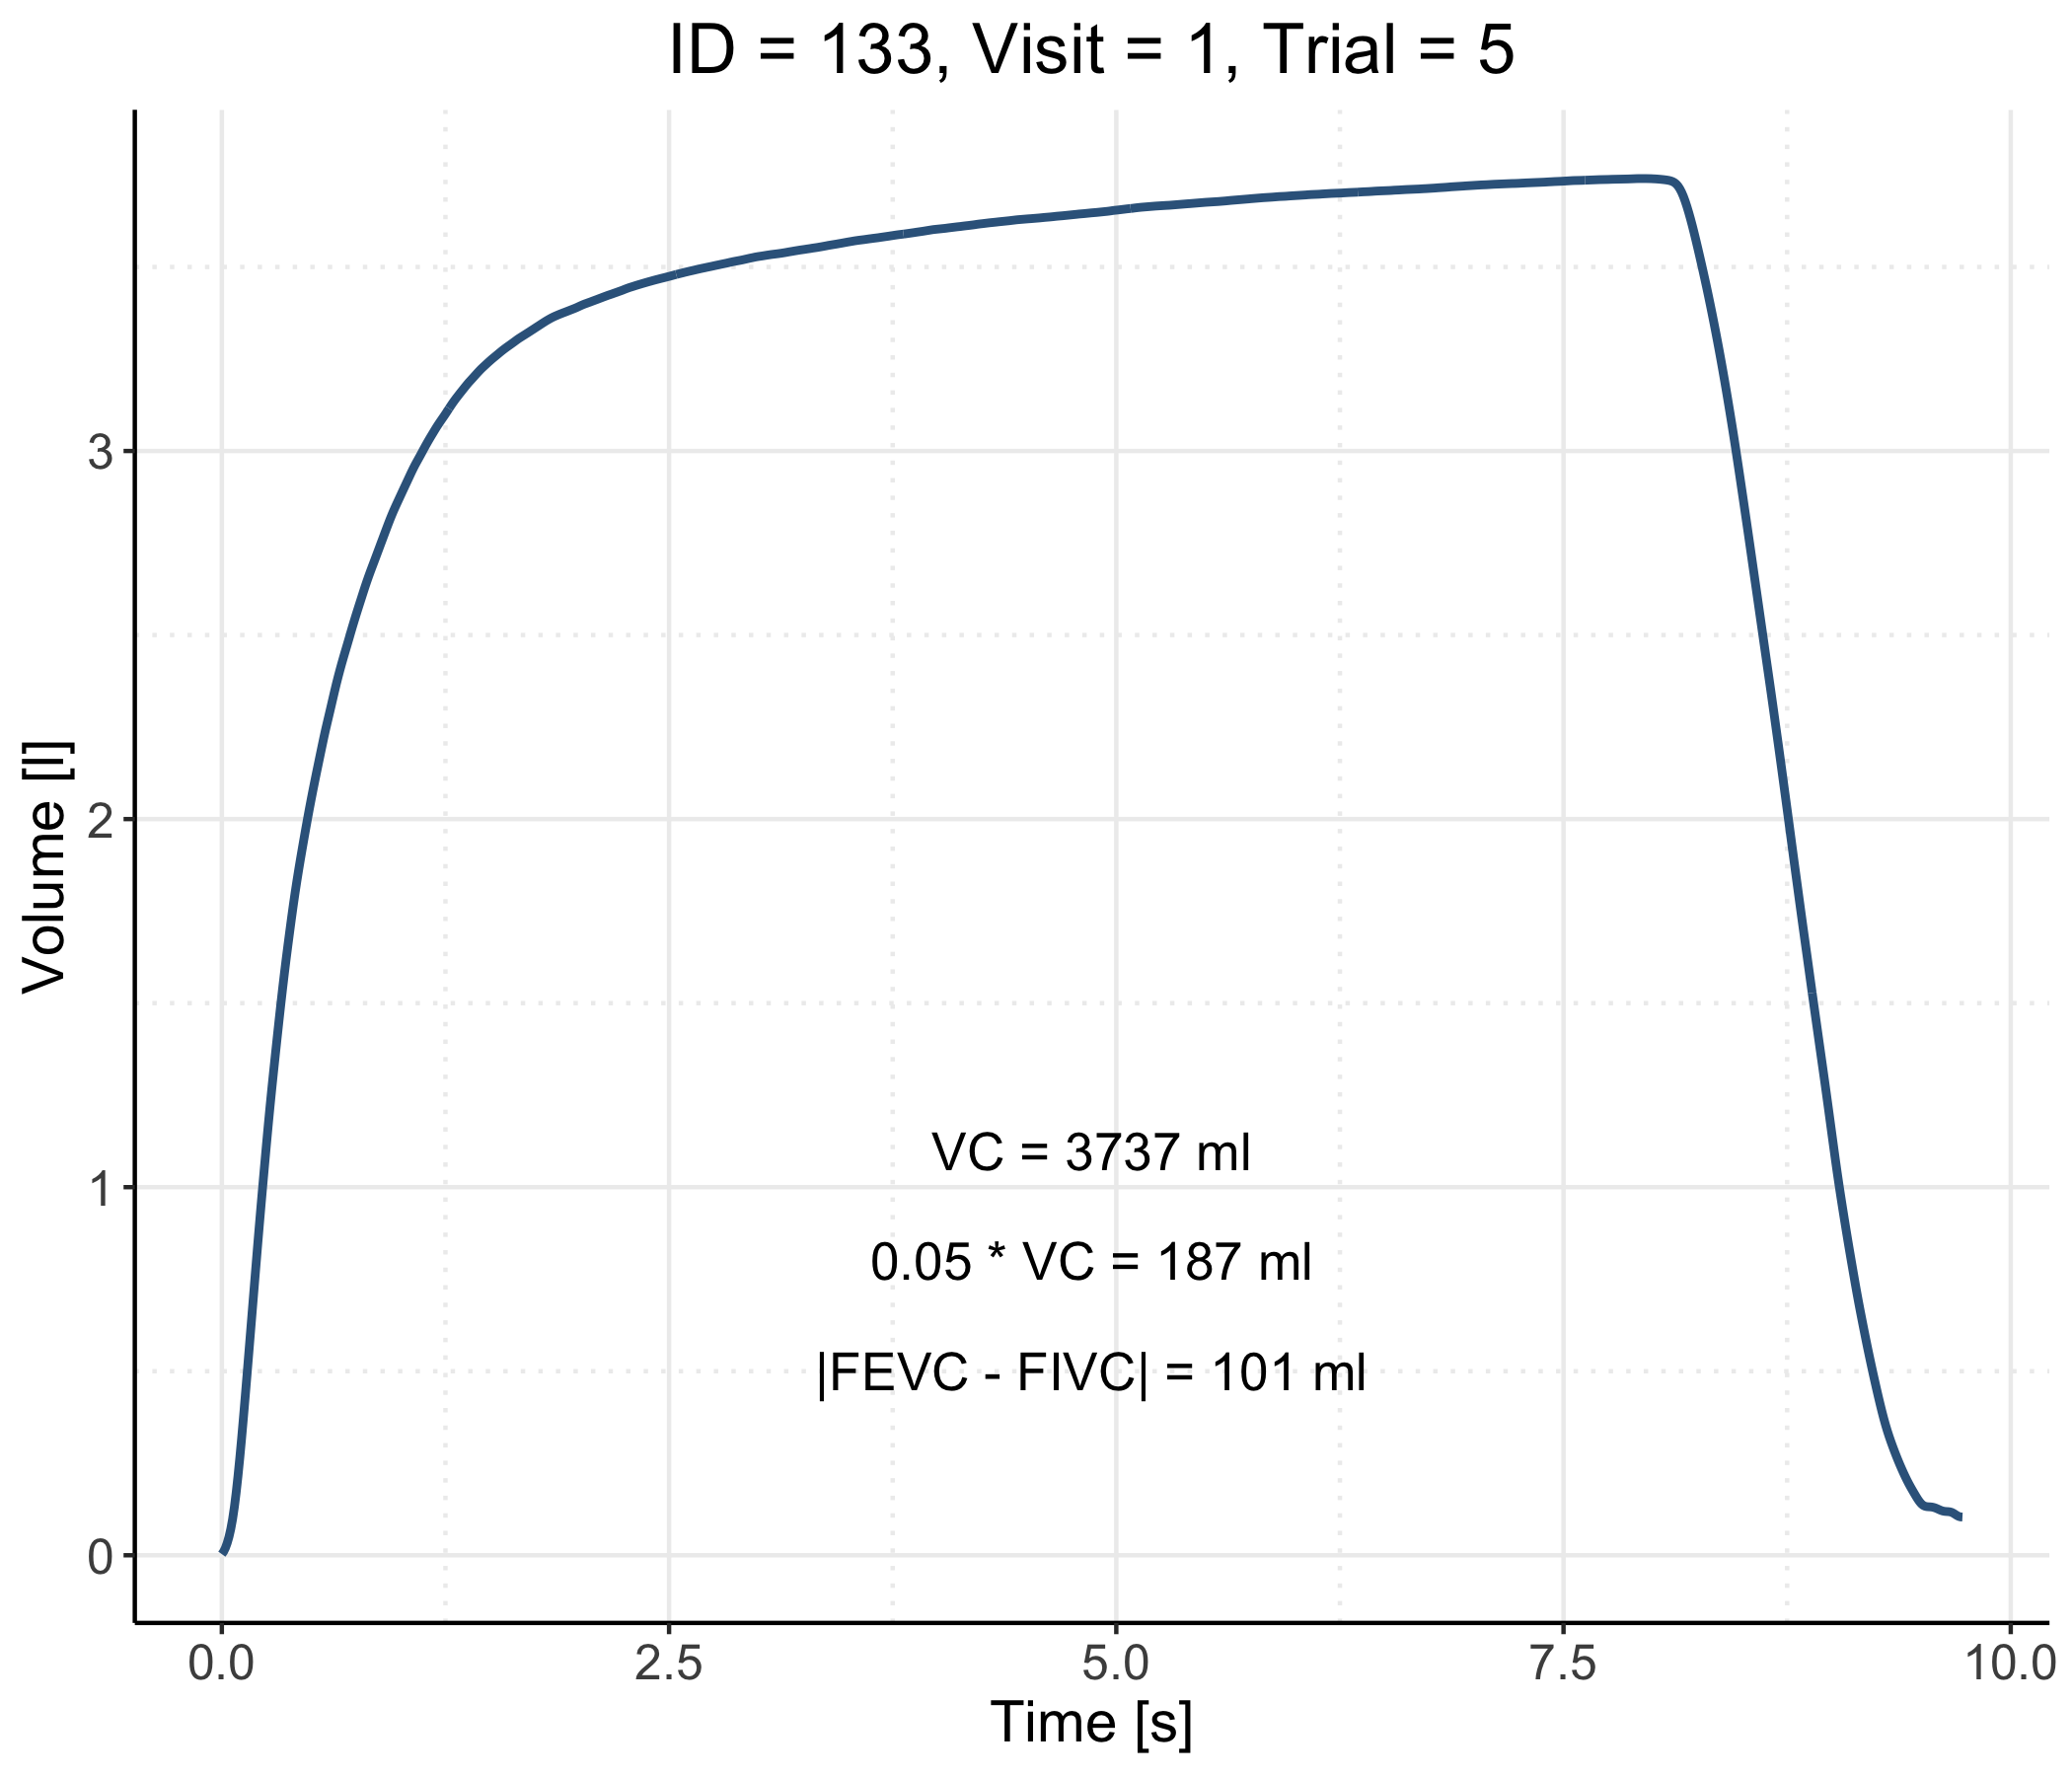 ID = 133, Visit = 1, Trial = 5
Volume [l]
3
2
1
0
VC = 3737 ml
0.05 * VC = 187 ml
|FEVC - FIVC| = 101 ml
0.0 2.5 5.0 7.5 10.0
Time [s]